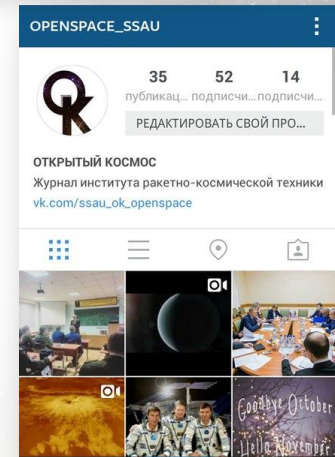 OPENSPACE_SSAU
OK
35 52 14
публикац... подписчи... подписчи...
РЕДАКТИРОВАТЬ СВОЙ ПРО...
ОТКРЫТЫЙ КОСМОС
Журнал института ракетно-космической техники
vk.com/ssau_ok_openspace
Goodbye October
Hello November